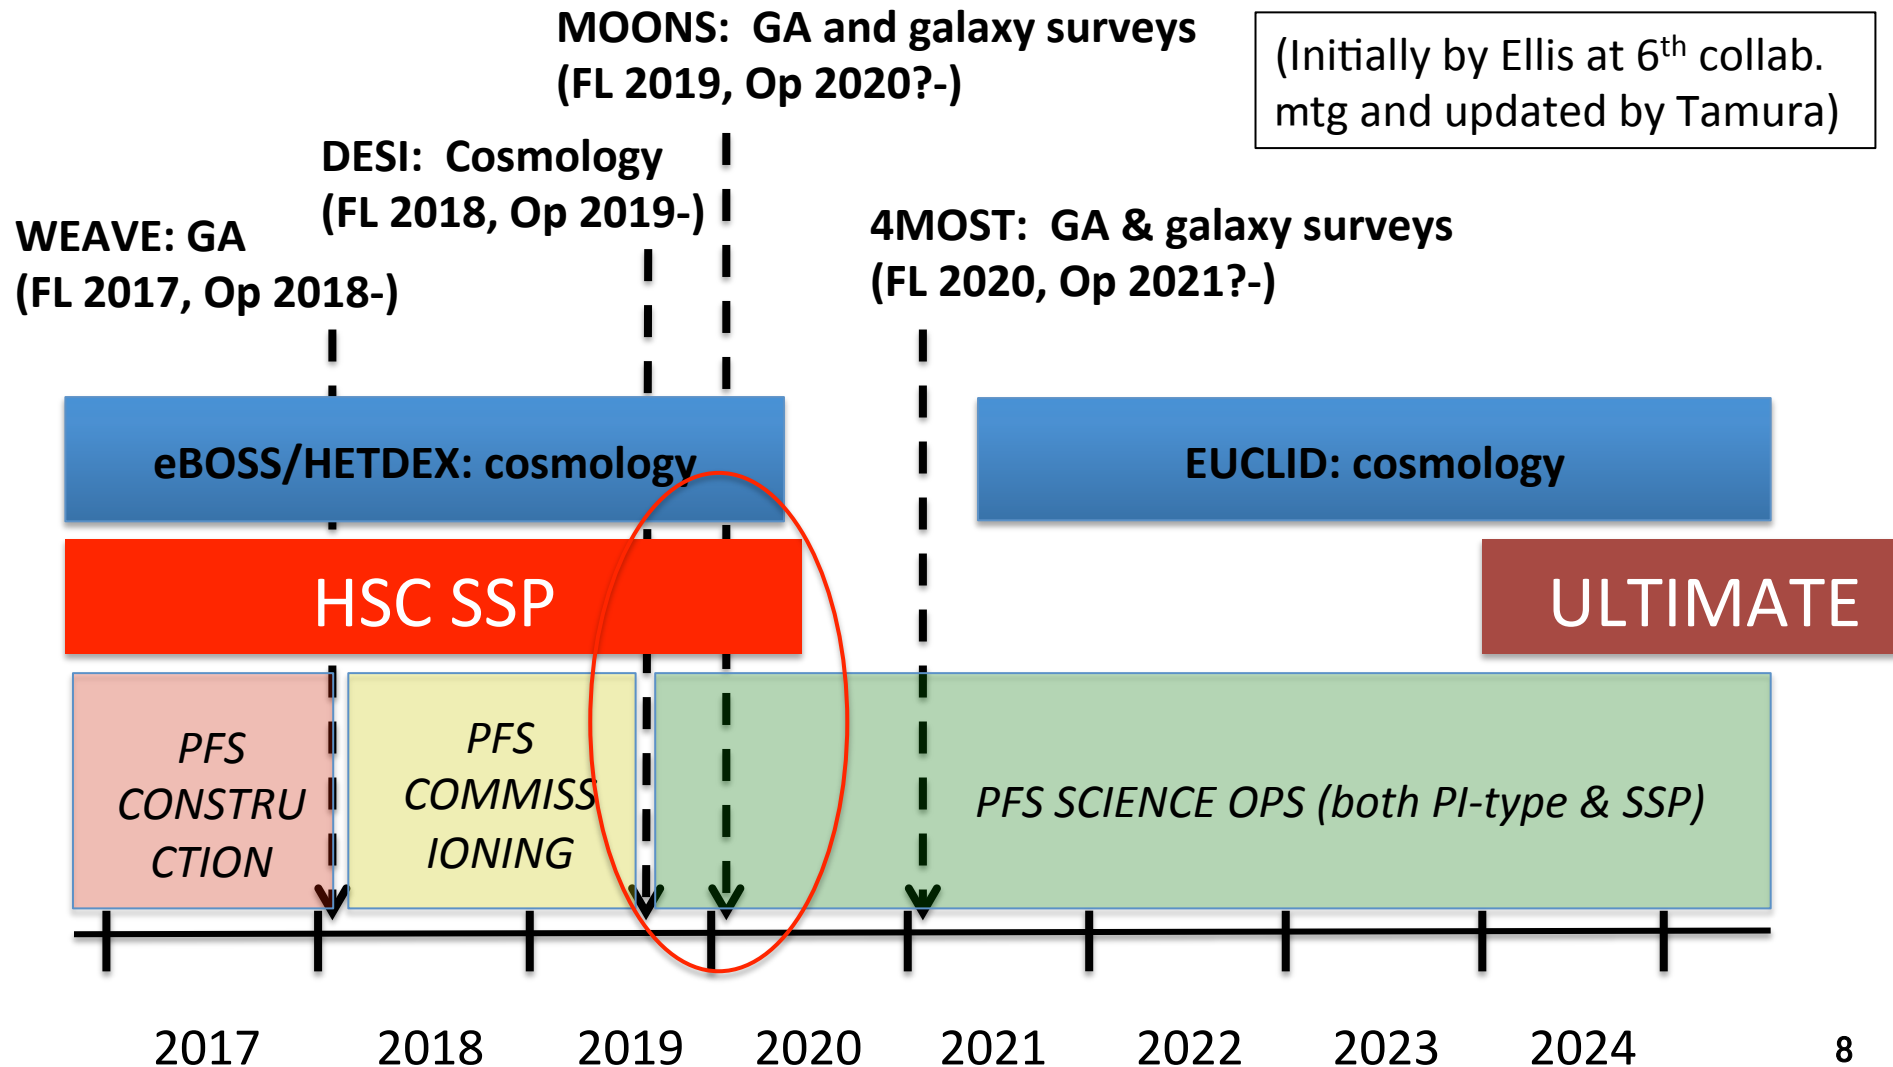 MOONS:  GA and galaxy surveys
(FL 2019, Op 2020?-)
(Initially by Ellis at 6th collab.
mtg and updated by Tamura)
DESI:  Cosmology
(FL 2018, Op 2019-)
WEAVE: GA
(FL 2017, Op 2018-)
4MOST:  GA & galaxy surveys
(FL 2020, Op 2021?-)
eBOSS/HETDEX: cosmology
EUCLID: cosmology
HSC SSP
ULTIMATE
PFS
CONSTRU
CTION
PFS
COMMISS
IONING
PFS SCIENCE OPS (both PI-type & SSP)
2017 2018 2019 2020 2021 2022 2023 2024
8